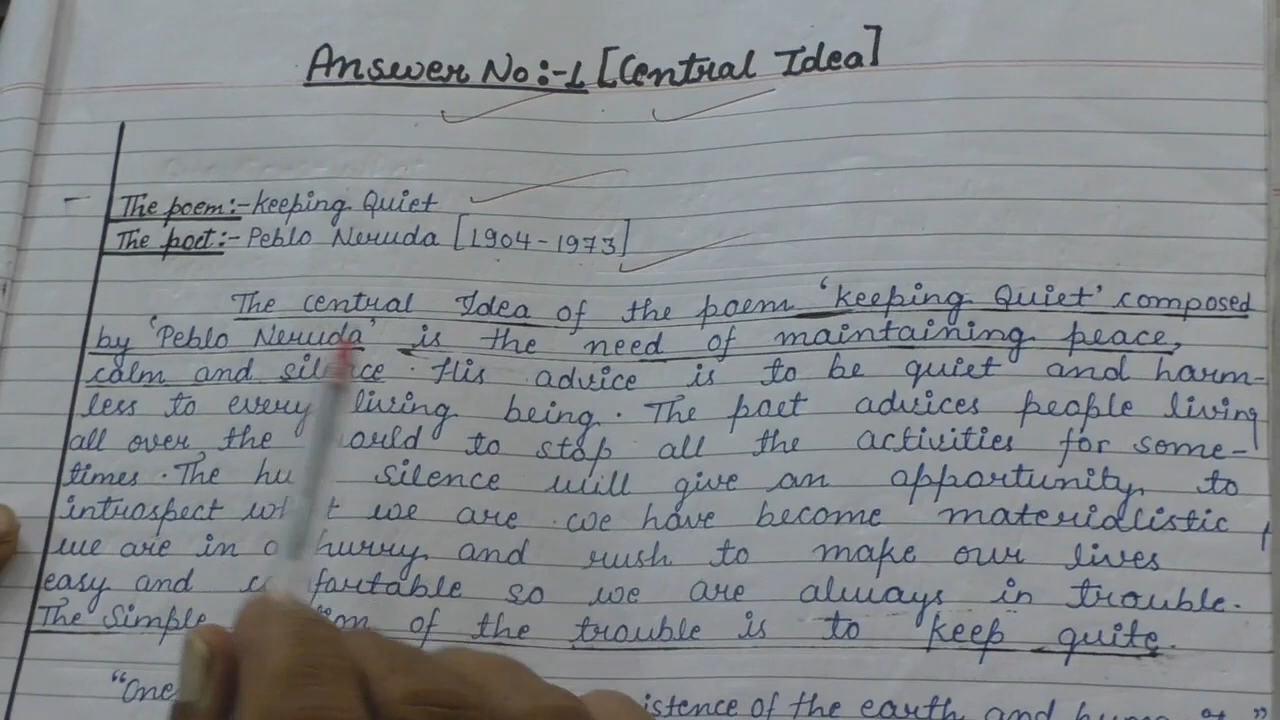 Answer No:-1 [Central Idea]
The poem:- Keeping Quiet
The poet:- Peblo Neruda [1904-1973]
The central Idea of the poem 'Keeping Quiet' composed
by 'Peblo Neruda' is the need of maintaining peace,
calm and silence. His advice is to be quiet and harm-
less to every living being. The poet advices people living
all over the to stop all the activities for some-
times. The silence will give an opportunity to
introspect we are. we have become materialistic,
we are in a hurry and rush to make our lives
easy and so we are always in trouble.
The Simple of the trouble is to keep quite.
"One of the earth and